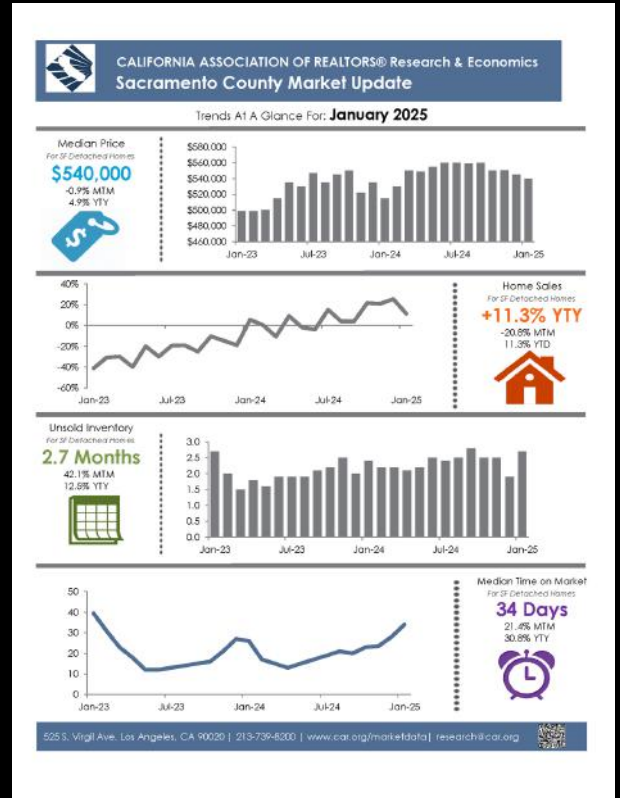 CALIFORNIA ASSOCIATION OF REALTORS® Research & Economics
Sacramento County Market Update
Trends At A Glance For: January 2025
Median Price
For SF Detached Homes
$540,000
-0.9% MTM
4.9% YTY
$580,000
$560,000
$540,000
$520,000
$500,000
$480,000
$460,000
Jan-23 Jul-23 Jan-24 Jul-24 Jan-25
40%
20%
0%
-20%
-40%
-60%
Jan-23 Jul-23 Jan-24 Jul-24 Jan-25
Home Sales
For SF Detached Homes
+11.3% YTY
-20.8% MTM
11.3% YTD
Unsold Inventory
For SF Detached Homes
2.7 Months
42.1% MTM
12.5% YTY
3.0
2.5
2.0
1.5
1.0
0.5
0.0
Jan-23 Jul-23 Jan-24 Jul-24 Jan-25
50
40
30
20
10
0
Jan-23 Jul-23 Jan-24 Jul-24 Jan-25
Median Time on Market
For SF Detached Homes
34 Days
21.4% MTM
30.8% YTY
525 S. Virgil Ave. Los Angeles, CA 90020 | 213-739-8200 | www.car.org/marketdata| research@car.org